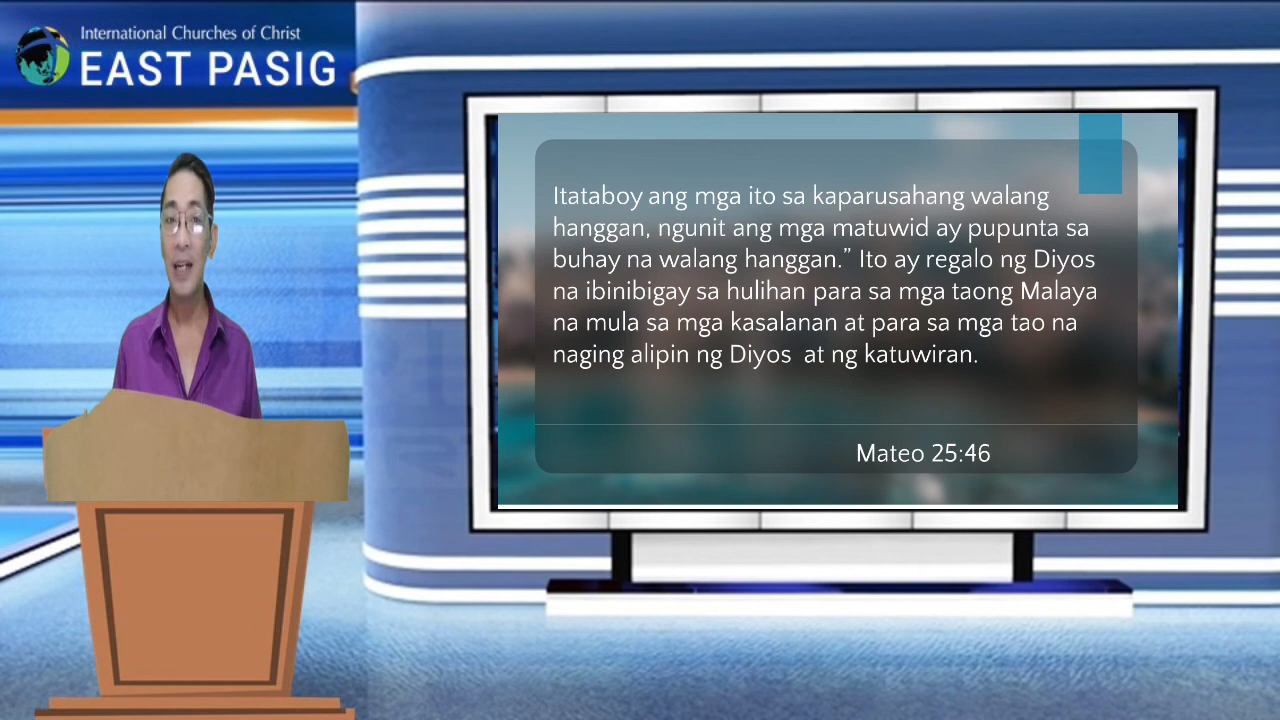 International Churches of Christ
EAST PASIG
Itataboy ang mga ito sa kaparusahang walang
hanggan, ngunit ang mga matuwid ay pupunta sa
buhay na walang hanggan.” Ito ay regalo ng Diyos
na ibinibigay sa hulihan para sa mga taong Malaya
na mula sa mga kasalanan at para sa mga tao na
naging alipin ng Diyos  at ng katuwiran.
Mateo 25:46